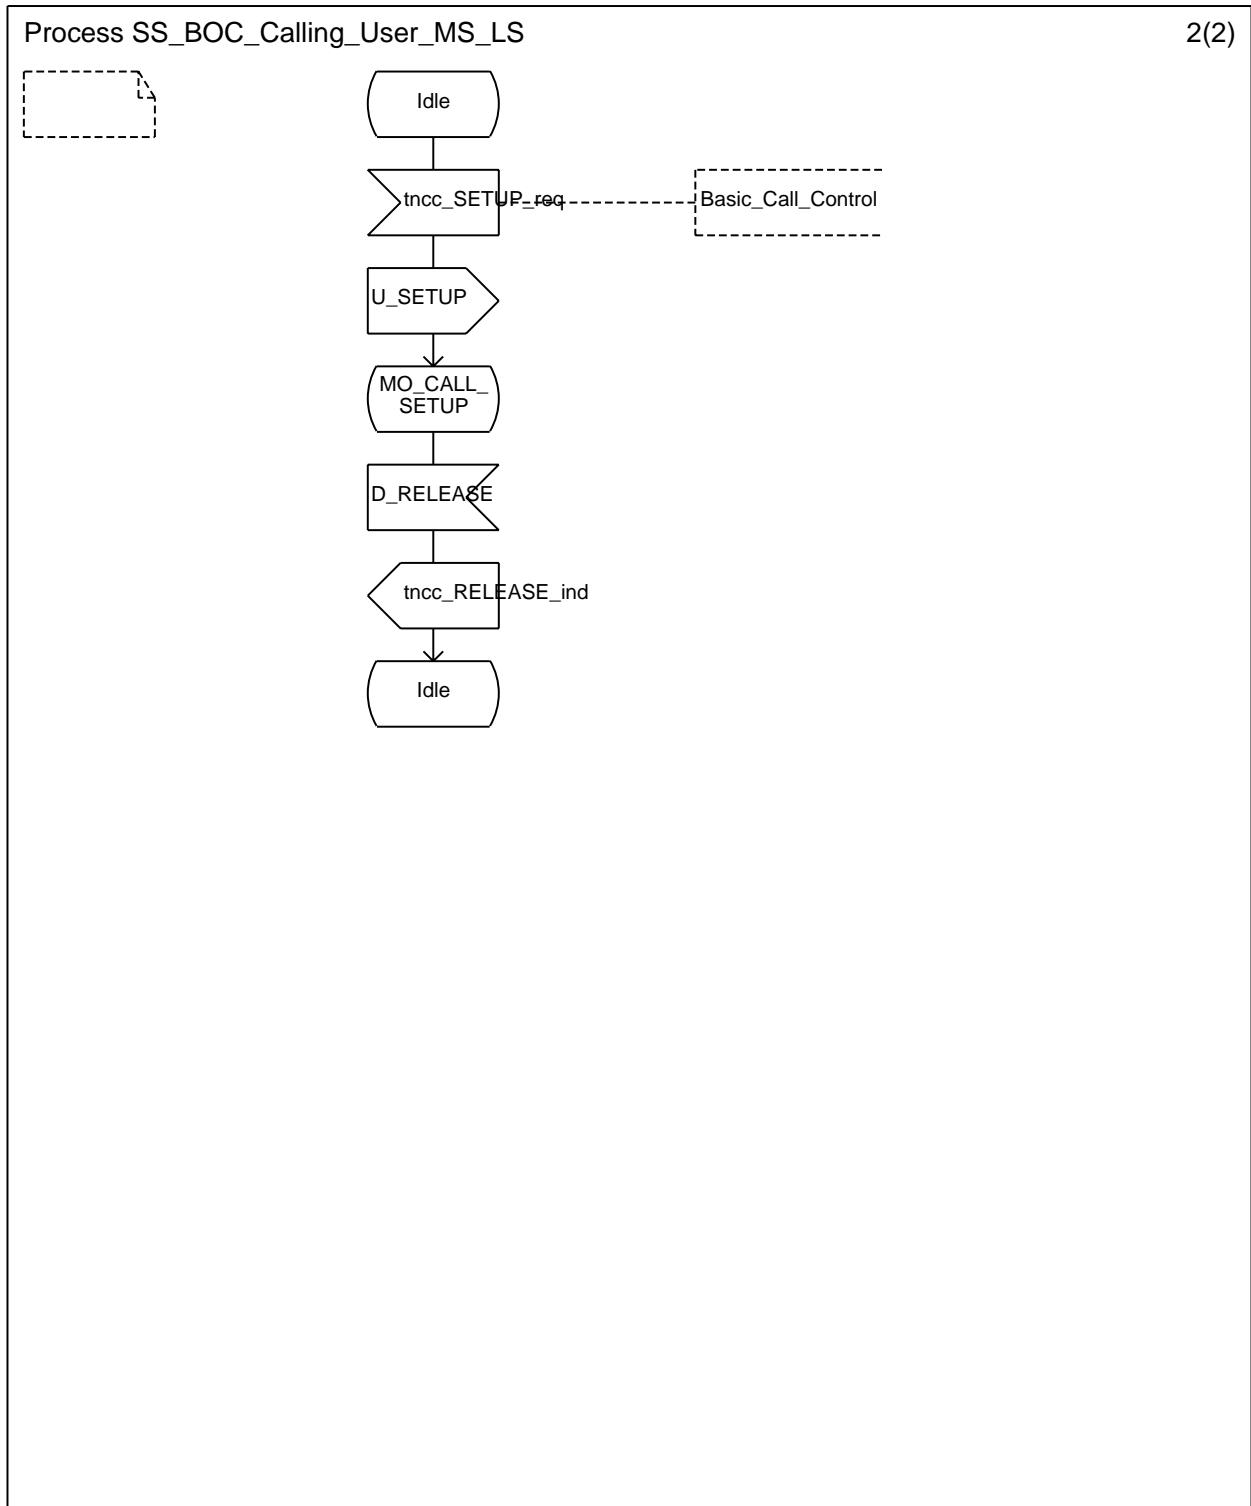 Process SS_BOC_Calling_User_MS_LS
2(2)
Idle
tncc_SETUP_req
Basic_Call_Control
U_SETUP
MO_CALL_
SETUP
D_RELEASE
tncc_RELEASE_ind
Idle